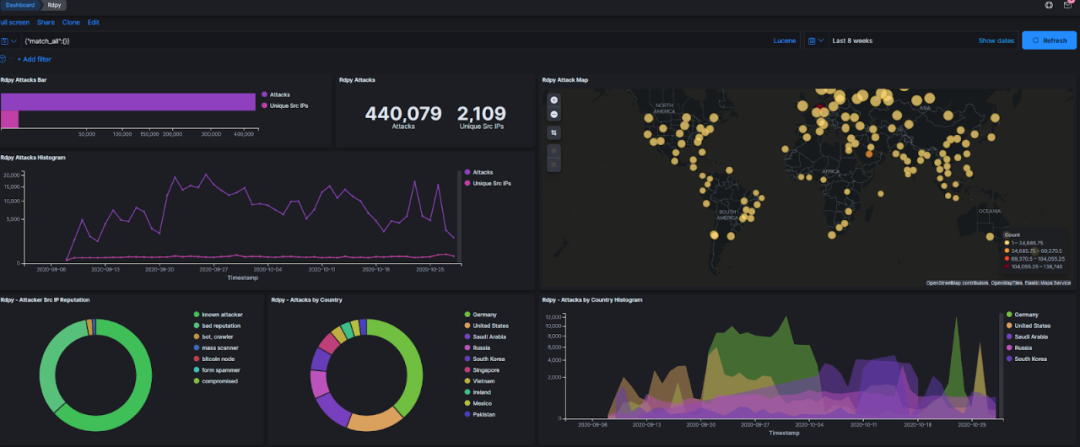 Dashboard Rdpy
ull screen Share Clone Edit
{"match_all":{}} Lucene Last 8 weeks Show dates Refresh
+ Add filter
Rdpy Attacks Bar
Attacks
Unique Src IPs
50,000 100,000 150,000 200,000 300,000 400,000
Rdpy Attacks
440,079 2,109
Attacks Unique Src IPs
Rdpy Attack Map
NORTH
AMERICA
ASIA
AFRICA
SOUTH
AMERICA
OCEANIA
Count
1 – 34,685.75
34,685.75 – 69,370.5
69,370.5 – 104,055.25
104,055.25 – 138,740
OpenStreetMap contributors, OpenMapTiles, Elastic Maps Service
Rdpy Attacks Histogram
Attacks
Unique Src IPs
20,000
15,000
10,000
5,000
0
2020-09-06 2020-09-13 2020-09-20 2020-09-27 2020-10-04 2020-10-11 2020-10-18 2020-10-25
Timestamp
Rdpy - Attacker Src IP Reputation
known attacker
bad reputation
bot, crawler
mass scanner
bitcoin node
form spammer
compromised
Rdpy - Attacks by Country
Germany
United States
Saudi Arabia
Russia
South Korea
Singapore
Vietnam
Ireland
Mexico
Pakistan
Rdpy - Attacks by Country Histogram
Germany
United States
Saudi Arabia
Russia
South Korea
12,000
10,000
8,000
6,000
4,000
2,000
0
2020-09-06 2020-09-13 2020-09-20 2020-09-27 2020-10-04 2020-10-11 2020-10-18 2020-10-25
Timestamp